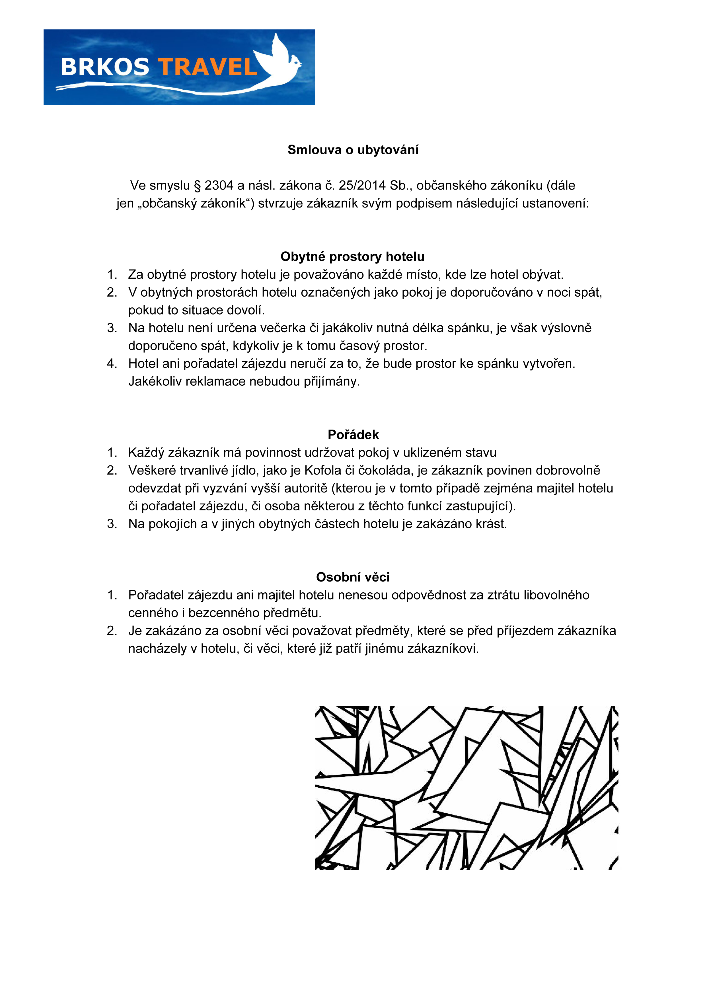 BRKOS TRAVEL
Smlouva o ubytování
Ve smyslu § 2304 a násl. zákona č. 25/2014 Sb., občanského zákoníku (dále
jen „občanský zákoník“) stvrzuje zákazník svým podpisem následující ustanovení:
Obytné prostory hotelu
1. Za obytné prostory hotelu je považováno každé místo, kde lze hotel obývat.
2. V obytných prostorách hotelu označených jako pokoj je doporučováno v noci spát,
pokud to situace dovolí.
3. Na hotelu není určena večerka či jakákoliv nutná délka spánku, je však výslovně
doporučeno spát, kdykoliv je k tomu časový prostor.
4. Hotel ani pořadatel zájezdu neručí za to, že bude prostor ke spánku vytvořen.
Jakékoliv reklamace nebudou přijímány.
Pořádek
1. Každý zákazník má povinnost udržovat pokoj v uklizeném stavu
2. Veškeré trvanlivé jídlo, jako je Kofola či čokoláda, je zákazník povinen dobrovolně
odevzdat při vyzvání vyšší autoritě (kterou je v tomto případě zejména majitel hotelu
či pořadatel zájezdu, či osoba některou z těchto funkcí zastupující).
3. Na pokojích a v jiných obytných částech hotelu je zakázáno krást.
Osobní věci
1. Pořadatel zájezdu ani majitel hotelu nenesou odpovědnost za ztrátu libovolného
cenného i bezcenného předmětu.
2. Je zakázáno za osobní věci považovat předměty, které se před příjezdem zákazníka
nacházely v hotelu, či věci, které již patří jinému zákazníkovi.